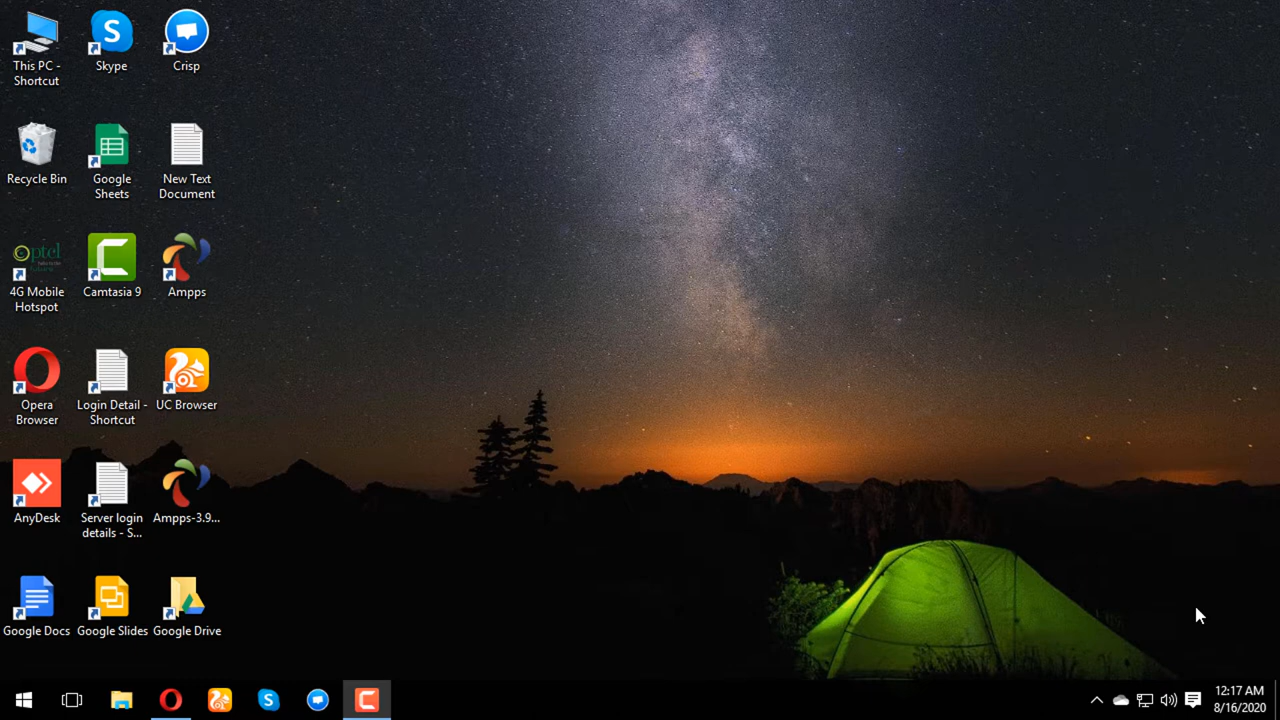 This PC -
Shortcut
Skype
Crisp
Recycle Bin
Google
Sheets
New Text
Document
ptcl
4G Mobile
Hotspot
Camtasia 9
Ampps
Opera
Browser
Login Detail -
Shortcut
UC Browser
AnyDesk
Server login
details - S...
Ampps-3.9...
Google Docs
Google Slides
Google Drive
12:17 AM
8/16/2020